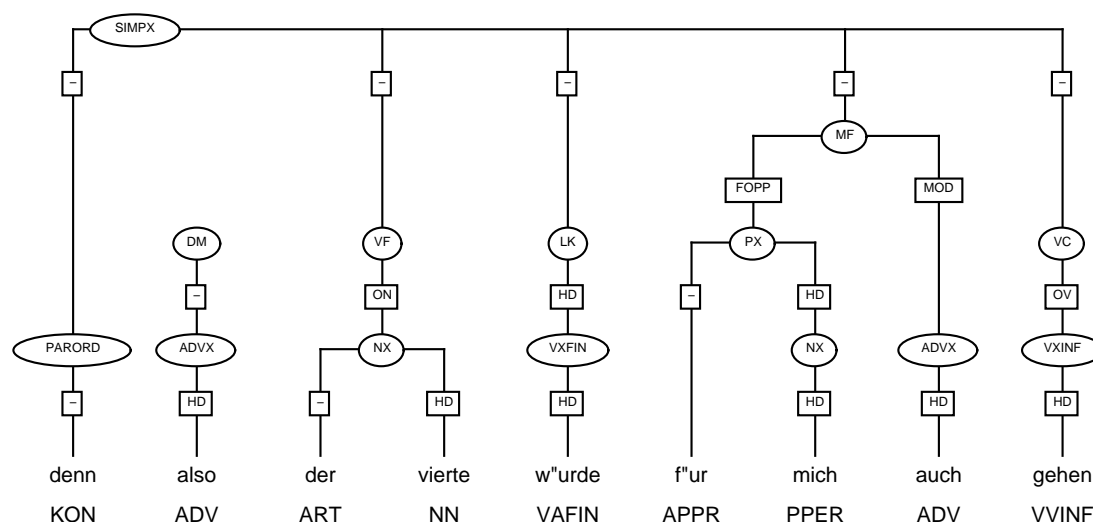 SIMPX
– – – – –
MF
FOPP MOD
DM VF LK PX VC
– ON HD – HD OV
PARORD ADVX NX VXFIN NX ADVX VXINF
– HD – HD HD HD HD HD
denn also der vierte w"urde f"ur mich auch gehen
KON ADV ART NN VAFIN APPR PPER ADV VVINF